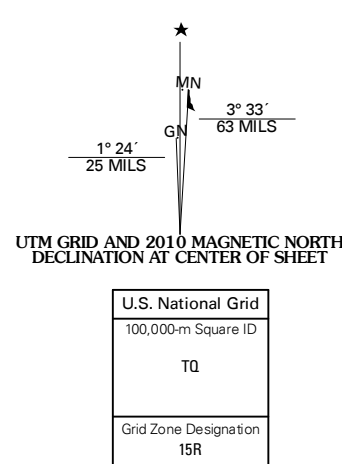 MN
GN
3° 33´
63 MILS
1° 24´
25 MILS
UTM GRID AND 2010 MAGNETIC NORTH
DECLINATION AT CENTER OF SHEET
U.S. National Grid
100,000-m Square ID
TQ
Grid Zone Designation
15R